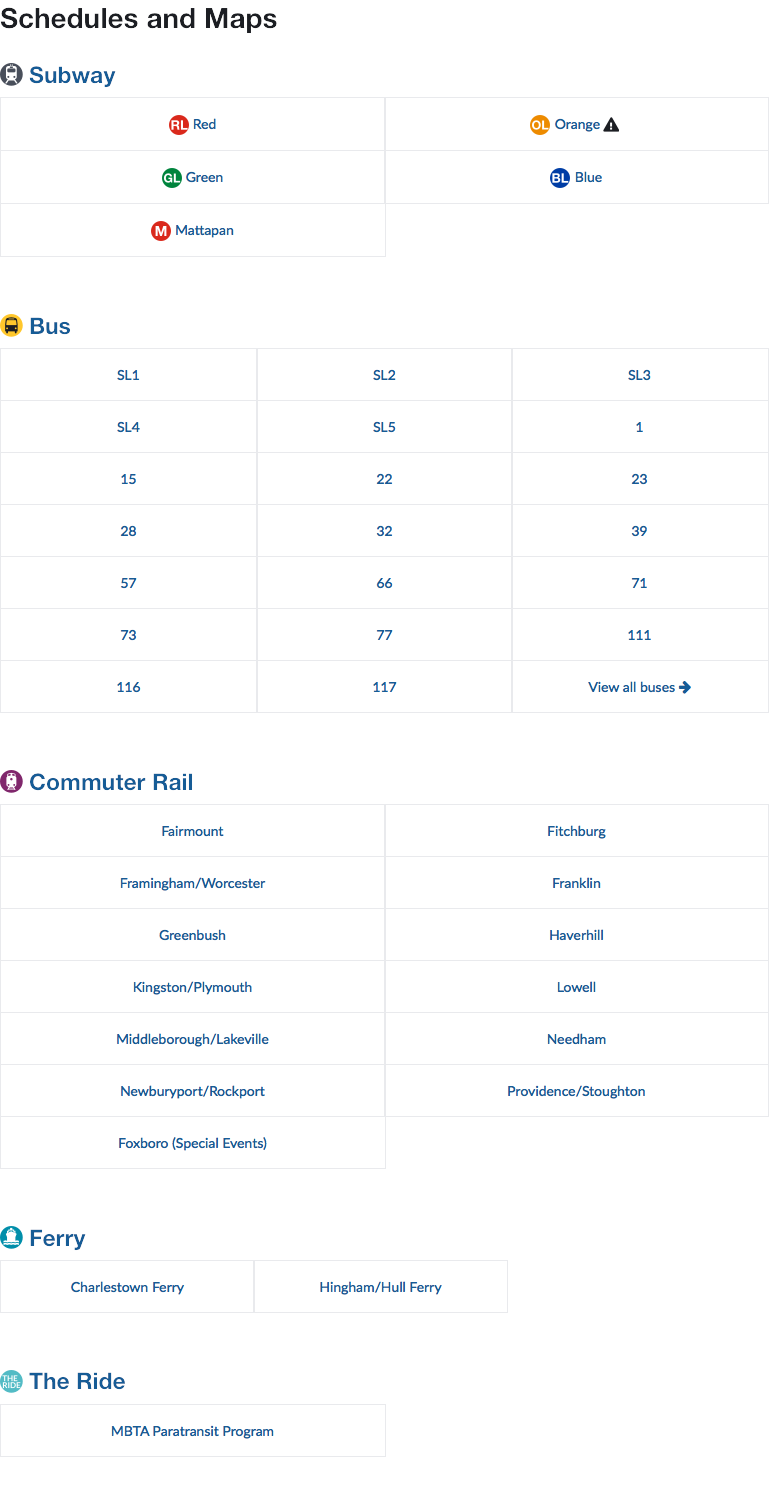 Schedules and Maps
Subway
RL Red
OL Orange
GL Green
BL Blue
M Mattapan
Bus
SL1 SL2 SL3
SL4 SL5 1
15 22 23
28 32 39
57 66 71
73 77 111
116 117 View all buses
Commuter Rail
Fairmount Fitchburg
Framingham/Worcester Franklin
Greenbush Haverhill
Kingston/Plymouth Lowell
Middleborough/Lakeville Needham
Newburyport/Rockport Providence/Stoughton
Foxboro (Special Events)
Ferry
Charlestown Ferry Hingham/Hull Ferry
THE RIDE The Ride
MBTA Paratransit Program